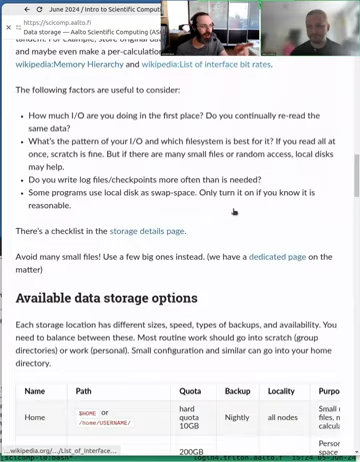 June 2024 / Intro to Scientific Comput
https://scicomp.aalto.fi
Data storage — Aalto Scientific Computing (AS
and maybe even make a per-calculation
wikipedia:Memory Hierarchy and wikipedia:List of interface bit rates.
The following factors are useful to consider:
How much I/O are you doing in the first place? Do you continually re-read the
same data?
What's the pattern of your I/O and which filesystem is best for it? If you read all at
once, scratch is fine. But if there are many small files or random access, local disks
may help.
Do you write log files/checkpoints more often than is needed?
Some programs use local disk as swap-space. Only turn it on if you know it is
reasonable.
There's a checklist in the storage details page.
Avoid many small files! Use a few big ones instead. (we have a dedicated page on the
matter)
Available data storage options
Each storage location has different sizes, speed, types of backups, and availability. You
need to balance between these. Most routine work should go into scratch (group
directories) or work (personal). Small configuration and similar can go into your home
directory.
Name Path Quota Backup Locality Purpo
Home $HOME or /home/USERNAME/ hard quota 10GB Nightly all nodes Small files, n calcula
200GB Person space
...wikipedia.org/.../List_of_interface...